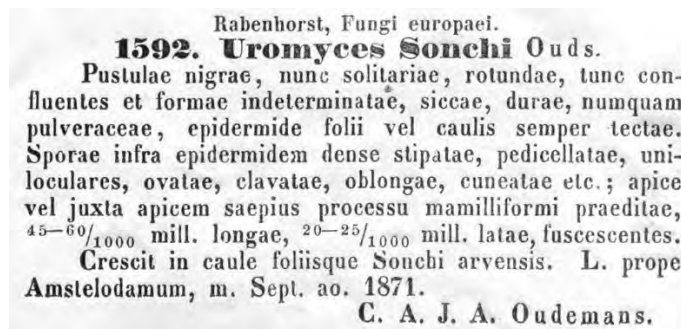 Rabenhorst, Fungi europaei.
1592. Uromyces Sonchi Ouds.
Pustulae nigrae, nunc solitariae, rotundae, tunc con-
fluentes et formae indeterminatae, siccae, durae, numquam
pulveraceae, epidermide folii vel caulis semper tectae.
Sporae infra epidermidem dense stipatae, pedicellatae, uni-
loculares, ovatae, clavatae, oblongae, cuneatae etc.; apice
vel juxta apicem saepius processu mamilliformi praeditae,
45—60/1000 mill. longae, 20—25/1000 mill. latae, fuscescentes.
Crescit in caule foliisque Sonchi arvensis. L. prope
Amstelodamum, m. Sept. ao. 1871.
C. A. J. A. Oudemans.